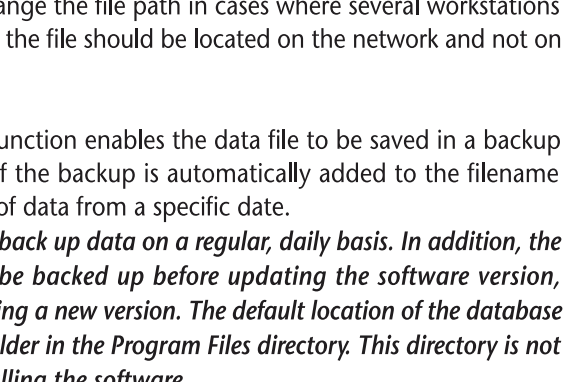 ange the file path in cases where several workstations
the file should be located on the network and not on
unction enables the data file to be saved in a backup
f the backup is automatically added to the filename
of data from a specific date.
back up data on a regular, daily basis. In addition, the
be backed up before updating the software version,
ing a new version. The default location of the database
lder in the Program Files directory. This directory is not
lling the software.